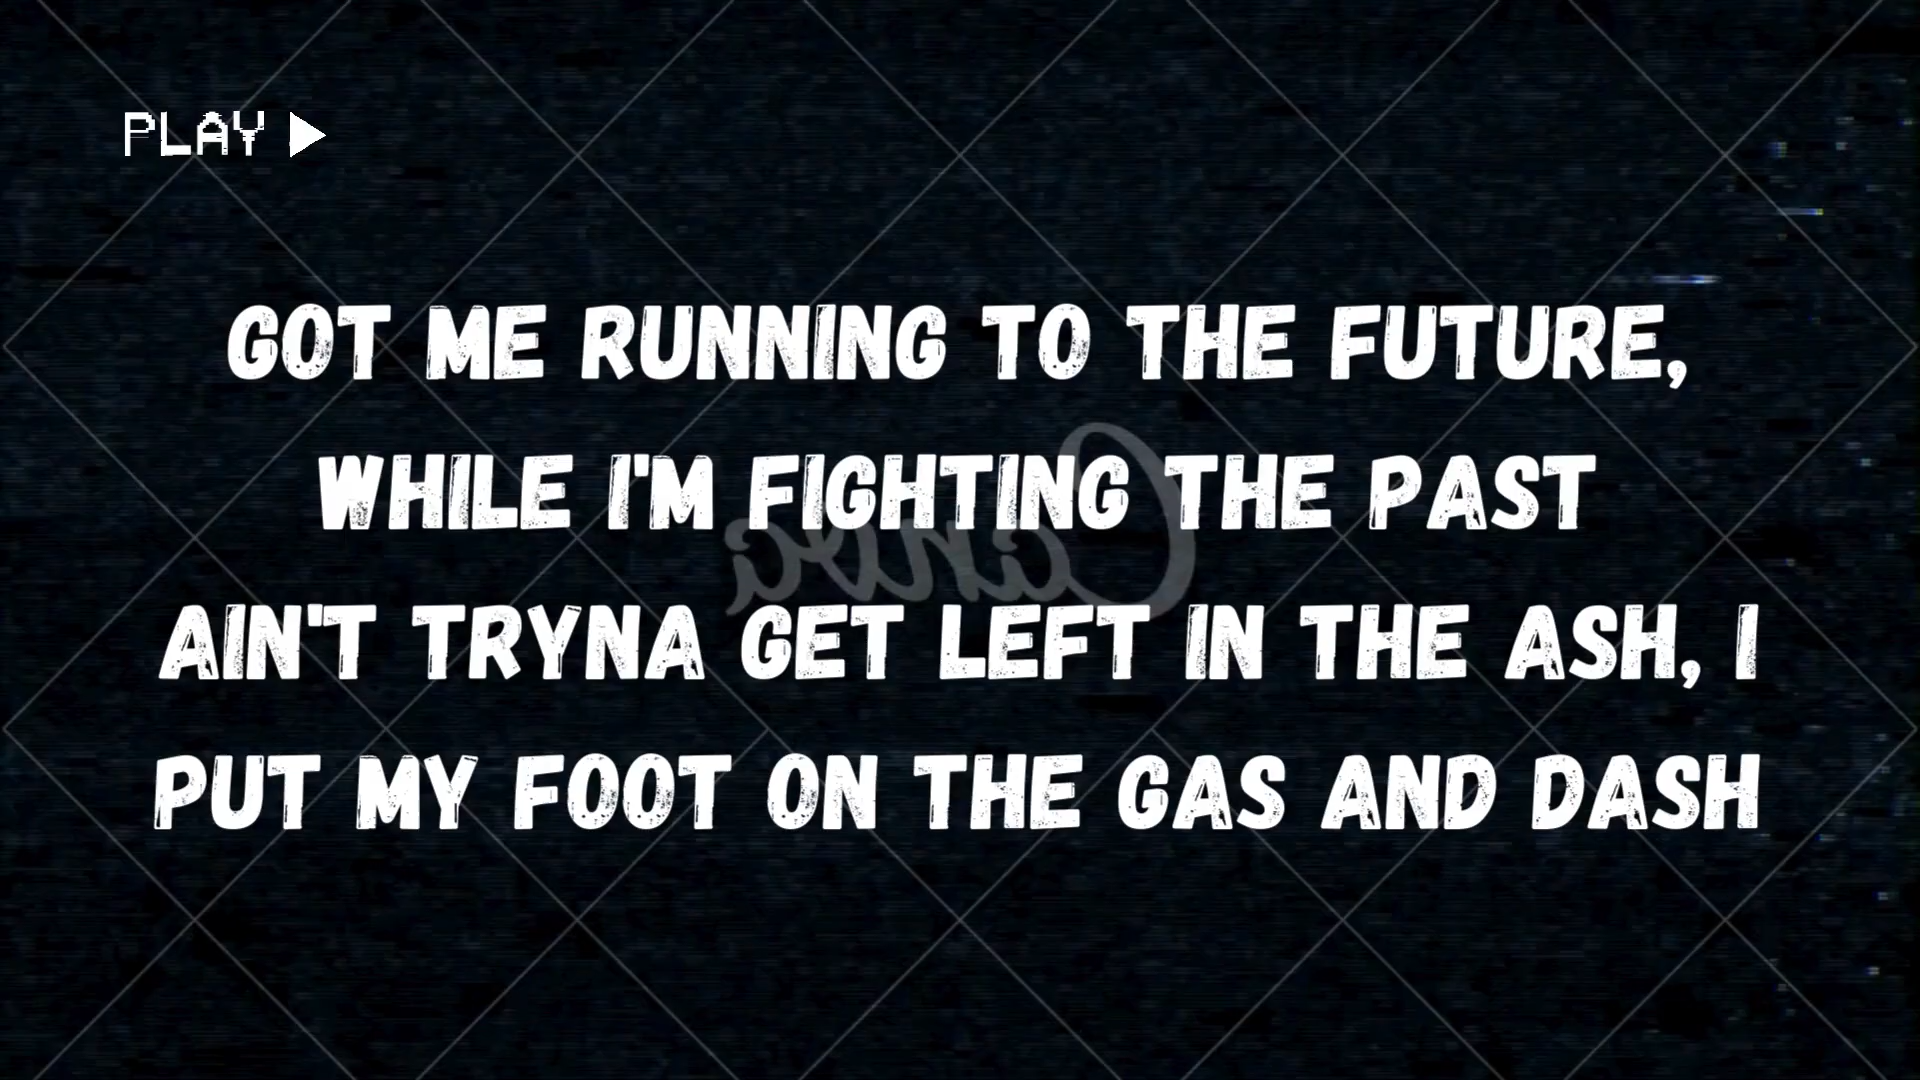 PLAY
GOT ME RUNNING TO THE FUTURE,
WHILE I'M FIGHTING THE PAST
Canva
AIN'T TRYNA GET LEFT IN THE ASH, I
PUT MY FOOT ON THE GAS AND DASH